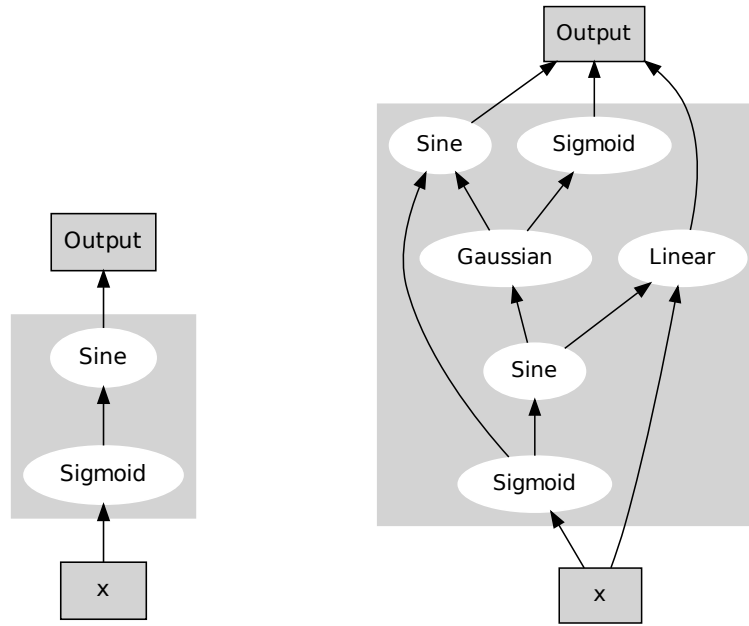 Output
Sine
Sigmoid
x
Output
Sine Sigmoid
Gaussian Linear
Sine
Sigmoid
x